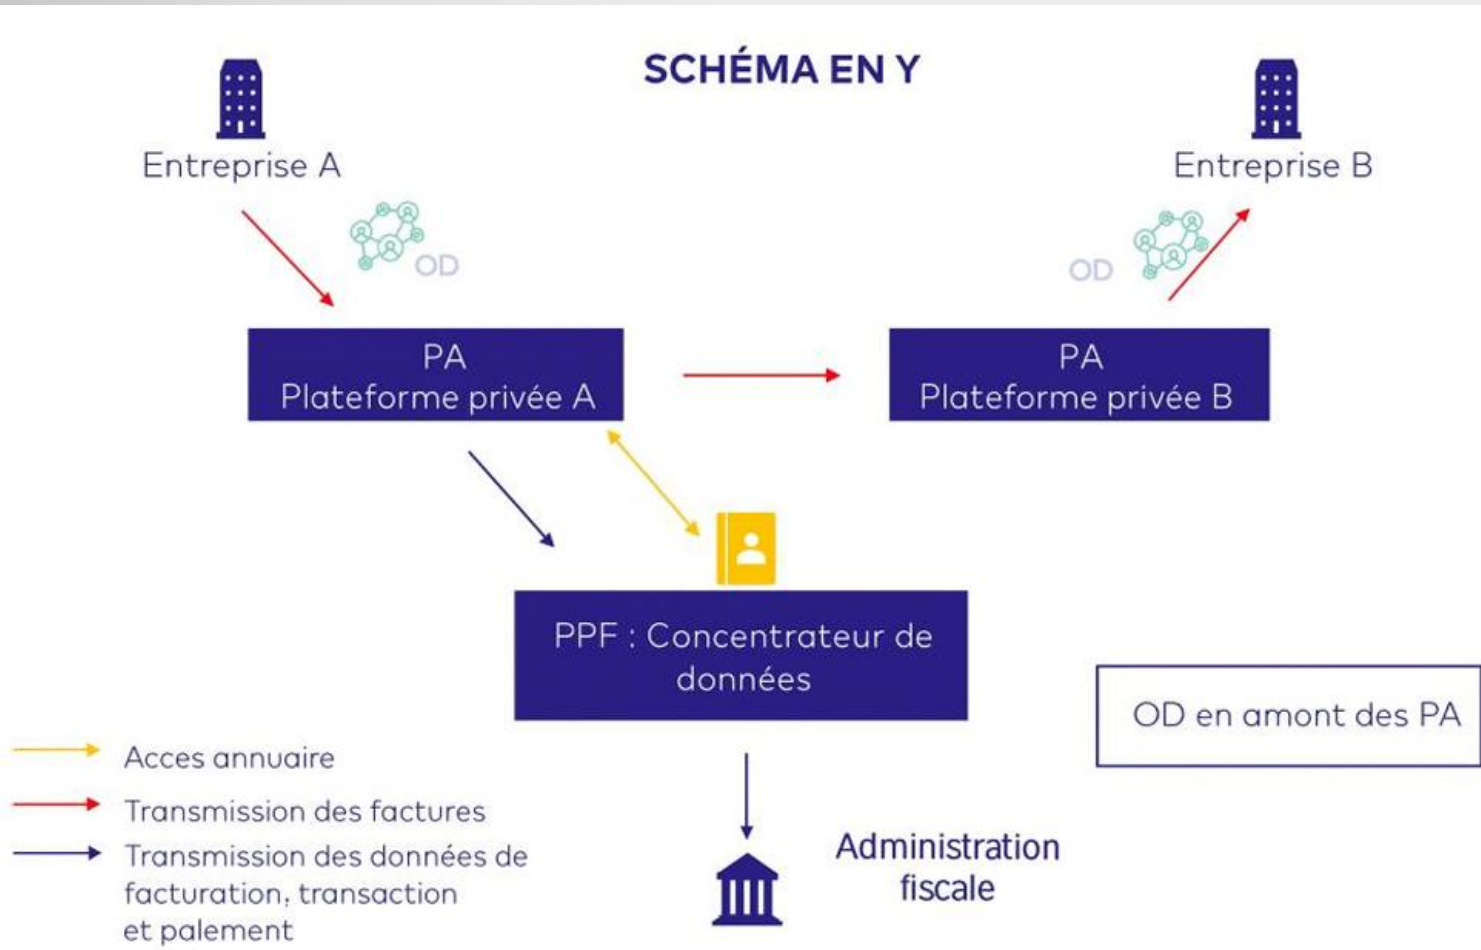 SCHÉMA EN Y
Entreprise A
Entreprise B
OD
OD
PA
Plateforme privée A
PA
Plateforme privée B
PPF : Concentrateur de
données
OD en amont des PA
Acces annuaire
Transmission des factures
Transmission des données de
facturation, transaction
et palement
Administration
fiscale